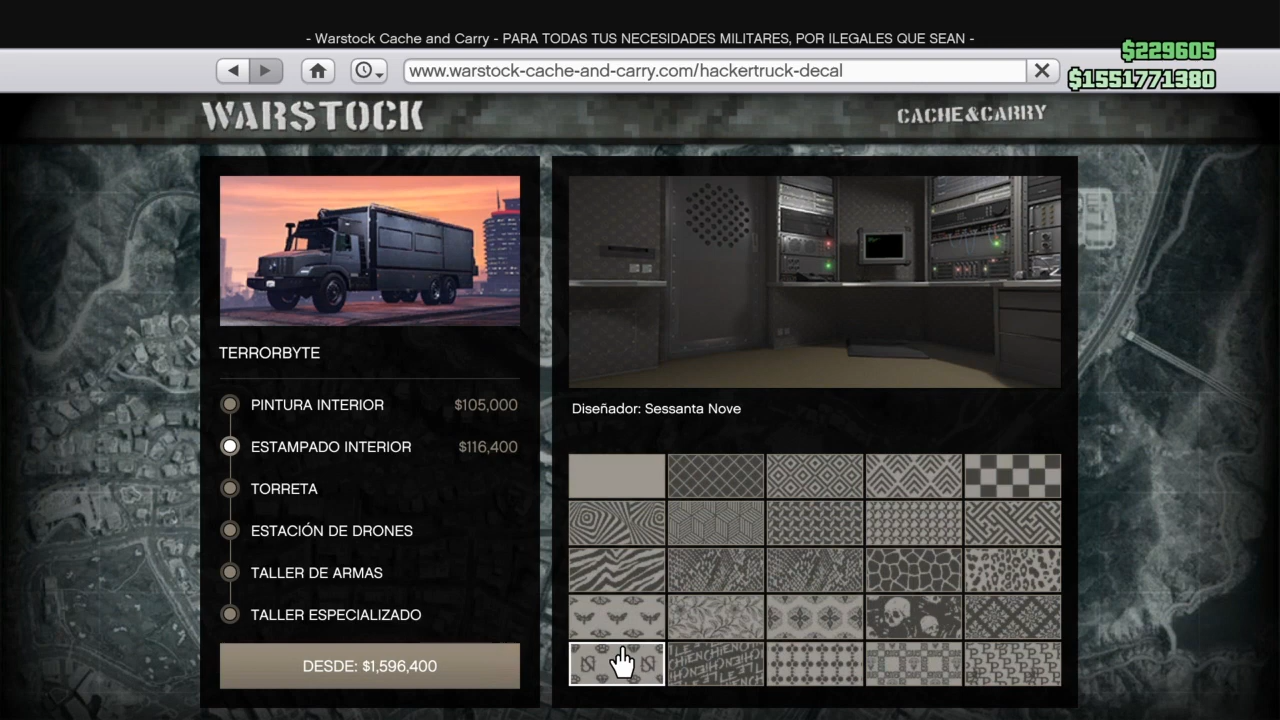 - Warstock Cache and Carry - PARA TODAS TUS NECESIDADES MILITARES, POR ILEGALES QUE SEAN -
$229605
www.warstock-cache-and-carry.com/hackertruck-decal
$1551771380
WARSTOCK
CACHE&CARRY
TERRORBYTE
PINTURA INTERIOR $105,000
ESTAMPADO INTERIOR $116,400
TORRETA
ESTACIÓN DE DRONES
TALLER DE ARMAS
TALLER ESPECIALIZADO
DESDE: $1,596,400
Diseñador: Sessanta Nove